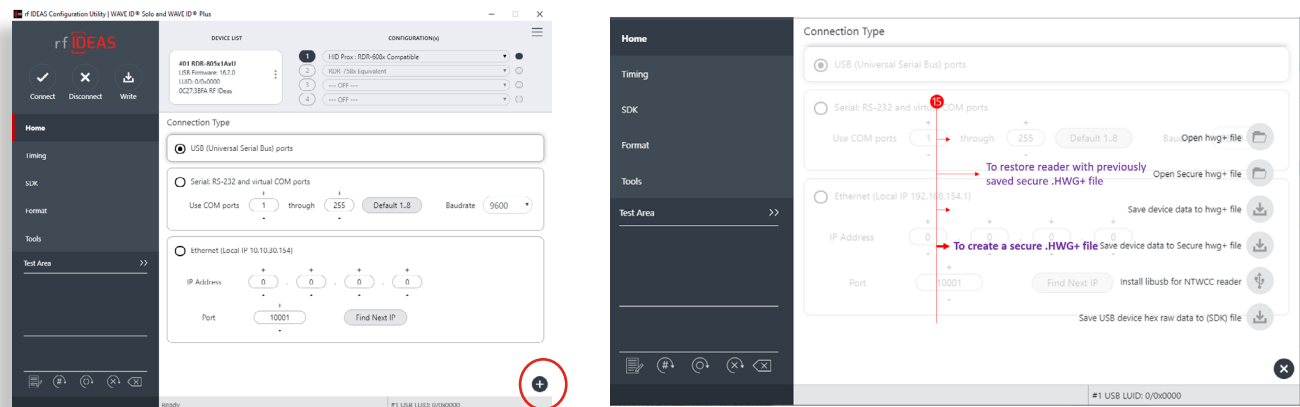 rf IDEAS Configuration Utility | WAVE ID® Solo and WAVE ID® Plus
rf IDEAS
Connect
Disconnect
Write
DEVICE LIST
#01 RDR-805x1AxU
USB Firmware: 16.2.0
LUID: 0/0x0000
0C27:3BFA RF IDeas
CONFIGURATION(s)
1 HID Prox : RDR-600x Compatible
2 RDR-758x Equivalent
3 --- OFF ---
4 --- OFF ---
Home
Timing
SDK
Format
Tools
Test Area >>
Connection Type
USB (Universal Serial Bus) ports
Serial: RS-232 and virtual COM ports
+ +
Use COM ports 1 through 255 Default 1..8 Baudrate 9600
- -
Ethernet (Local IP 10.10.30.154)
+ + + +
IP Address 0 . 0 . 0 . 0
- - - -
+
Port 10001 Find Next IP
-
Ready #1 USB LUID: 0/0x0000
Home
Timing
SDK
Format
Tools
Test Area >>
Connection Type
USB (Universal Serial Bus) ports
15
Serial: RS-232 and virtual COM ports
+ +
Use COM ports 1 through 255 Default 1..8 Baud
- -
Open hwg+ file
To restore reader with previously
saved secure .HWG+ file
Open Secure hwg+ file
Ethernet (Local IP 192.168.154.1)
Save device data to hwg+ file
+ + + +
IP Address 0 0 0 0
To create a secure .HWG+ file
Save device data to Secure hwg+ file
+
Port 10001 Find Next IP
-
Install libusb for NTWCC reader
Save USB device hex raw data to (SDK) file
#1 USB LUID: 0/0x0000